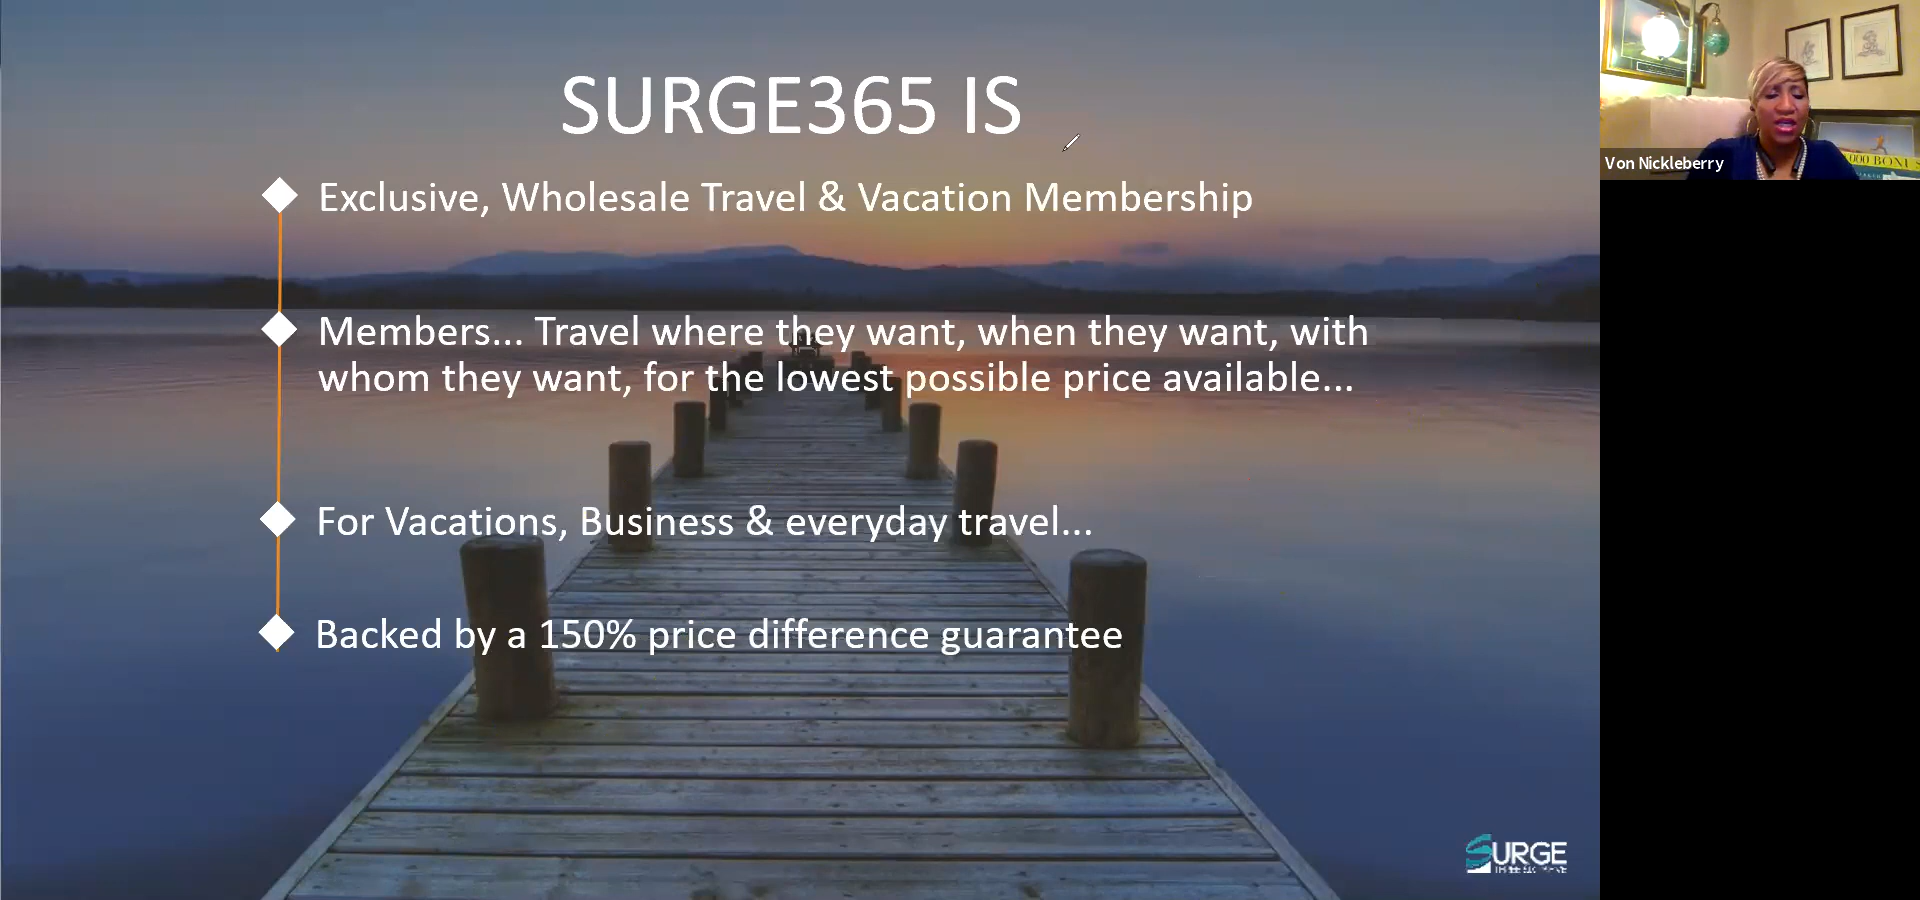 SURGE365 IS
Exclusive, Wholesale Travel & Vacation Membership
Members... Travel where they want, when they want, with
whom they want, for the lowest possible price available...
For Vacations, Business & everyday travel...
Backed by a 150% price difference guarantee
SURGE
Von Nickleberry
000 BONUS